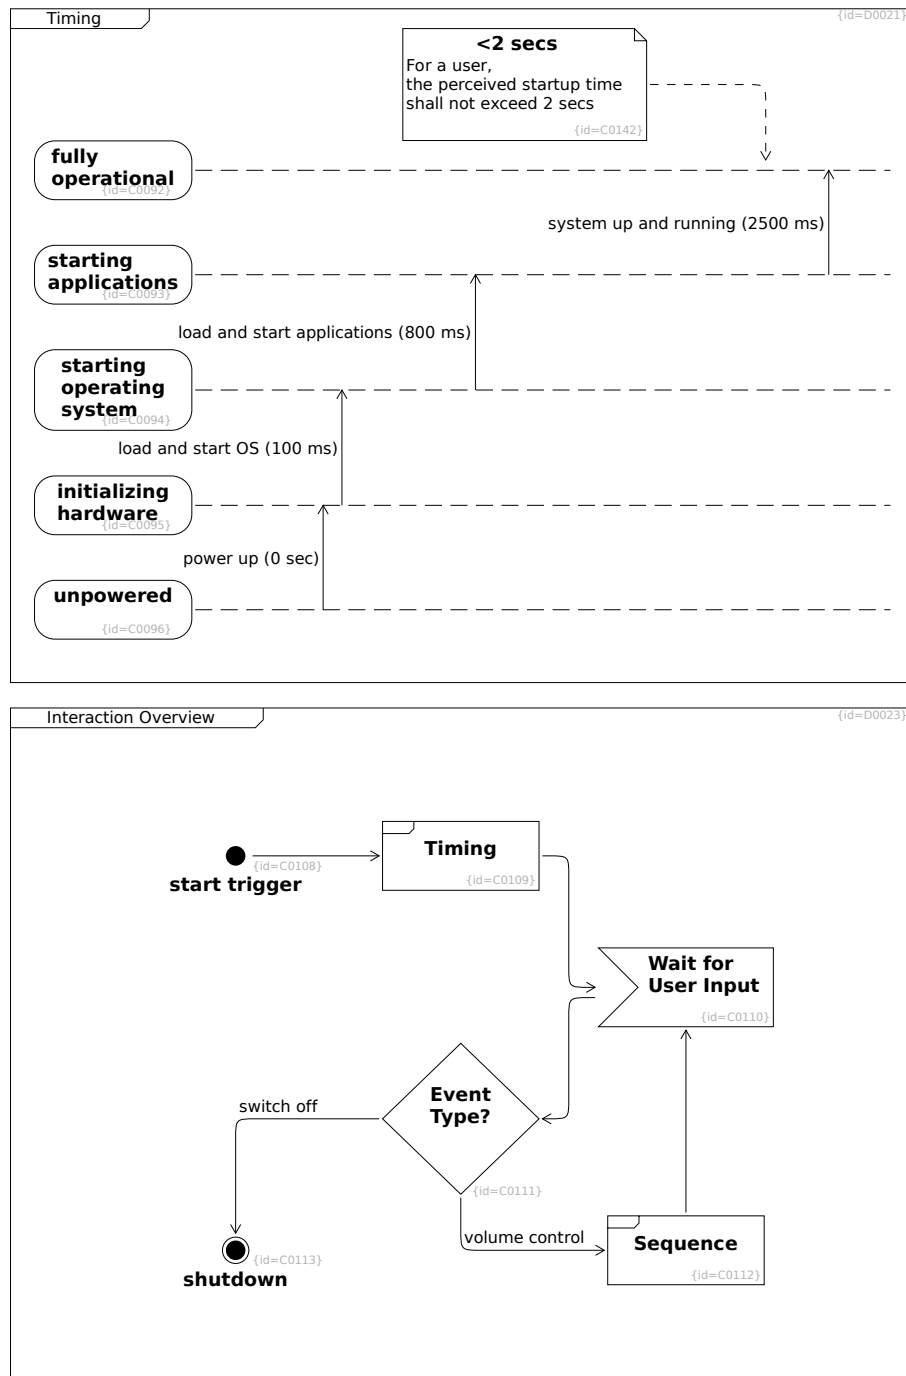 Timing
{id=D0021}
<2 secs
For a user,
the perceived startup time
shall not exceed 2 secs
{id=C0142}
fully
operational
{id=C0092}
system up and running (2500 ms)
starting
applications
{id=C0093}
load and start applications (800 ms)
starting
operating
system
{id=C0094}
load and start OS (100 ms)
initializing
hardware
{id=C0095}
power up (0 sec)
unpowered
{id=C0096}
Interaction Overview
{id=D0023}
Timing
{id=C0109}
{id=C0108}
start trigger
Wait for
User Input
{id=C0110}
Event
Type?
{id=C0111}
switch off
volume control
Sequence
{id=C0112}
{id=C0113}
shutdown